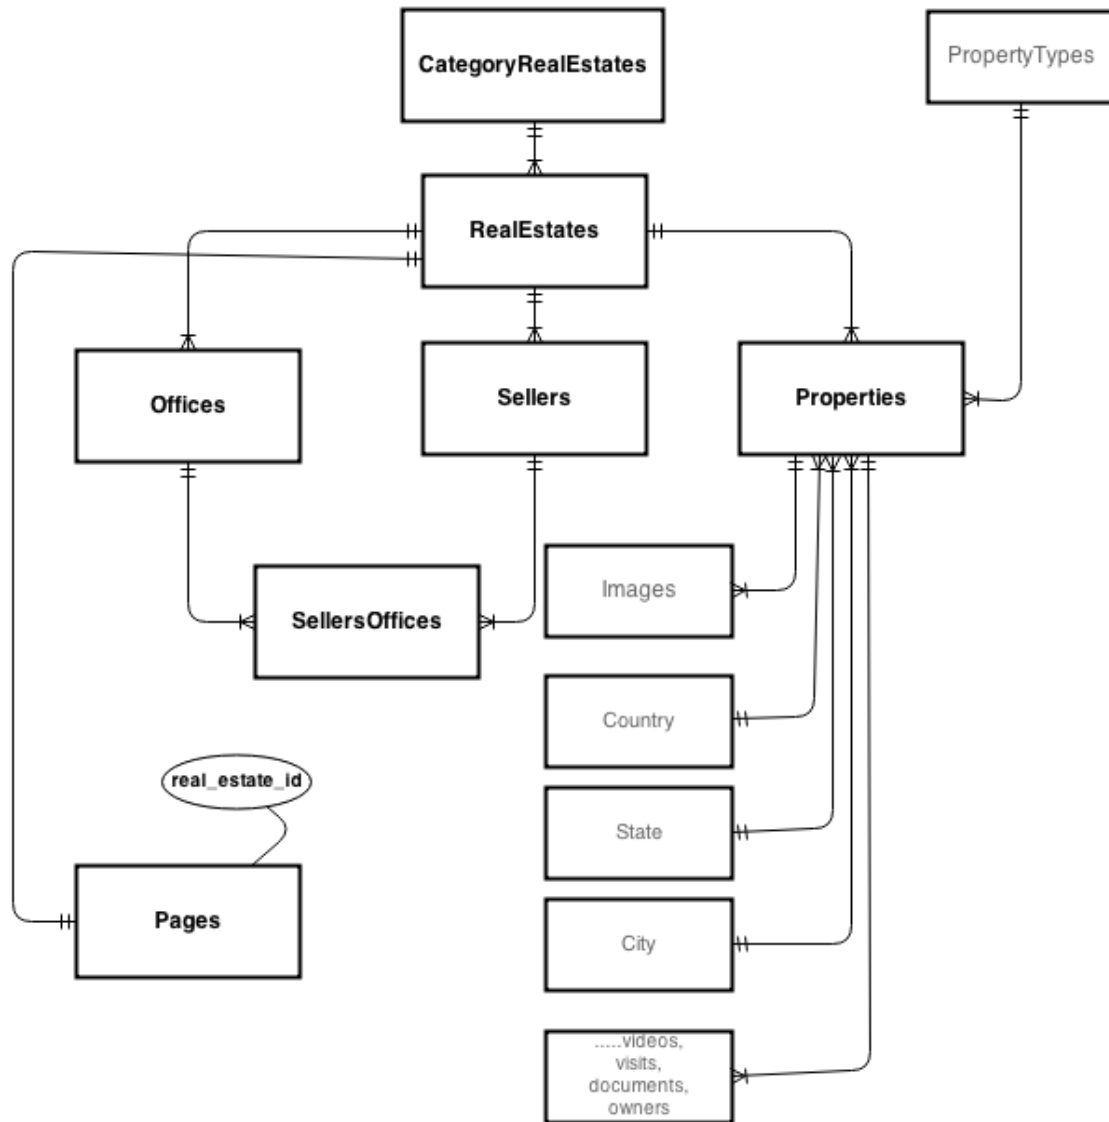 CategoryRealEstates
PropertyTypes
RealEstates
Offices
Sellers
Properties
Images
SellersOffices
Country
real_estate_id
State
Pages
City
.....videos,
visits,
documents,
owners